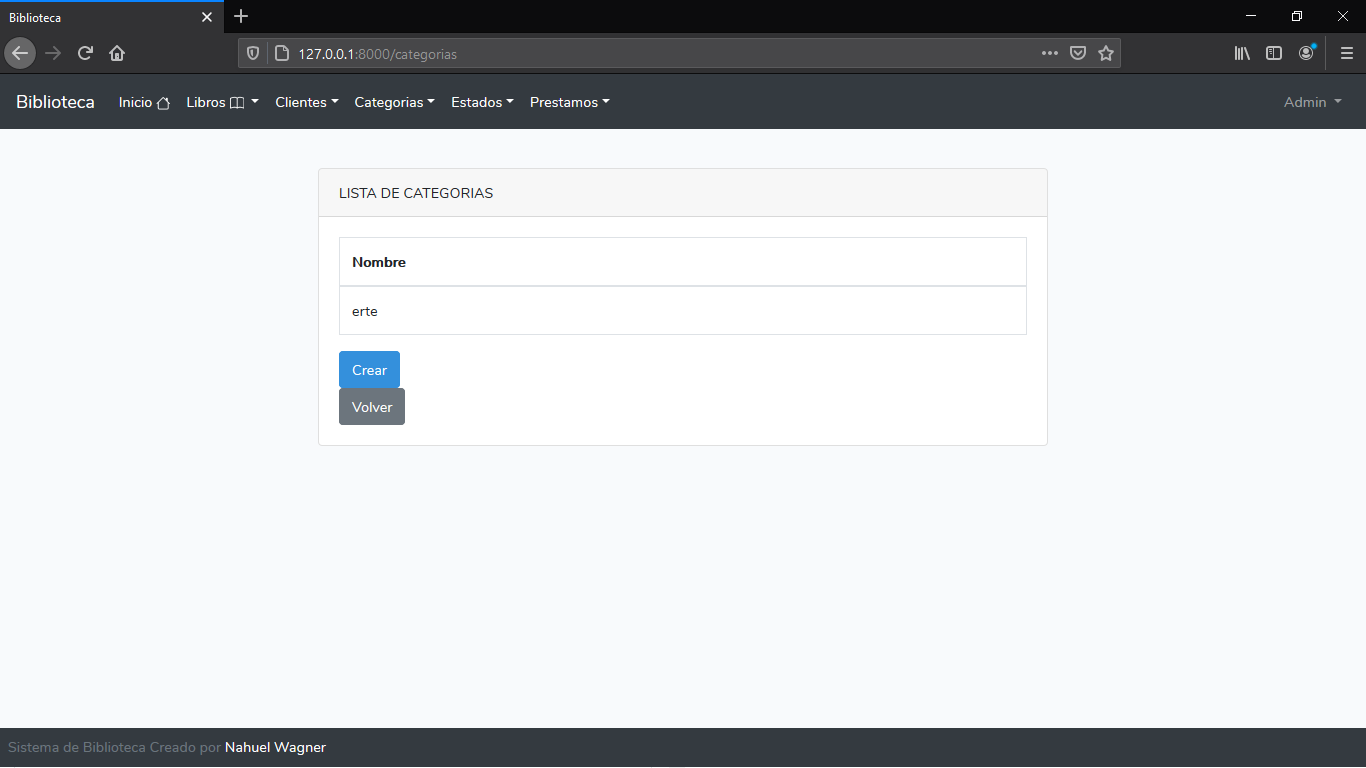 Biblioteca
127.0.0.1:8000/categorias
Biblioteca Inicio Libros Clientes Categorias Estados Prestamos Admin
LISTA DE CATEGORIAS
Nombre
erte
Crear
Volver
Sistema de Biblioteca Creado por Nahuel Wagner